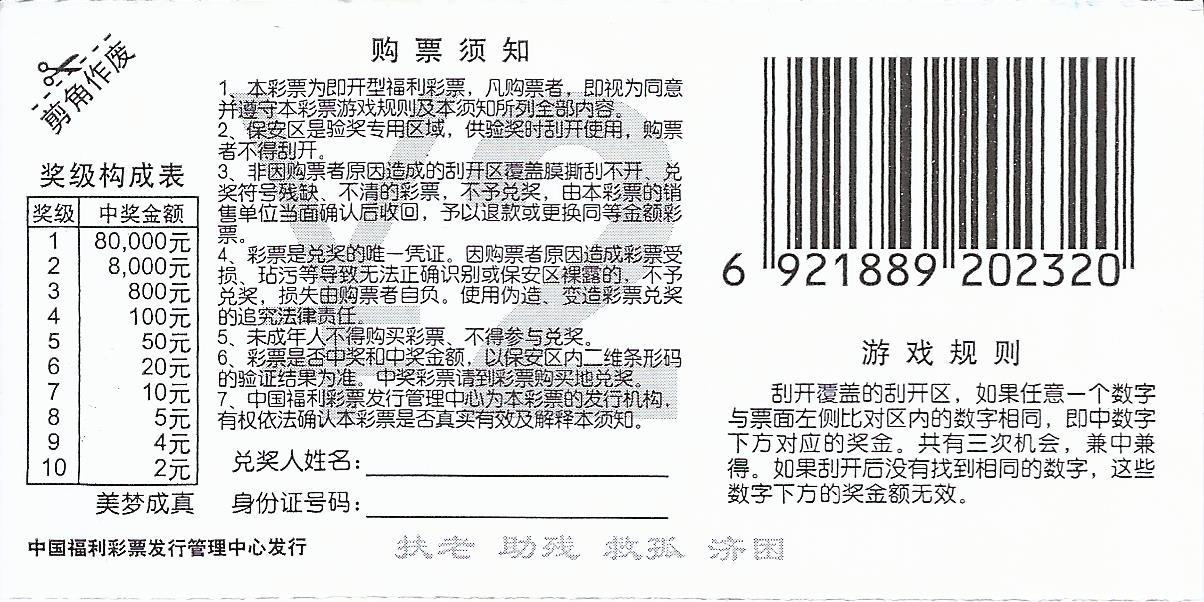 剪角作废
奖级构成表
奖级 中奖金额
1 80,000元
2 8,000元
3 800元
4 100元
5 50元
6 20元
7 10元
8 5元
9 4元
10 2元
美梦成真
中国福利彩票发行管理中心发行
购票须知
1、本彩票为即开型福利彩票，凡购票者，即视为同意
并遵守本彩票游戏规则及本须知所列全部内容。
2、保安区是验奖专用区域，供验奖时刮开使用，购票
者不得刮开。
3、非因购票者原因造成的刮开区覆盖膜撕刮不开、兑
奖符号残缺、不清的彩票，不予兑奖，由本彩票的销
售单位当面确认后收回，予以退款或更换同等金额彩
票。
4、彩票是兑奖的唯一凭证。因购票者原因造成彩票受
损、玷污等导致无法正确识别或保安区裸露的，不予
兑奖，损失由购票者自负。使用伪造、变造彩票兑奖
的追究法律责任。
5、未成年人不得购买彩票、不得参与兑奖。
6、彩票是否中奖和中奖金额，以保安区内二维条形码
的验证结果为准。中奖彩票请到彩票购买地兑奖。
7、中国福利彩票发行管理中心为本彩票的发行机构，
有权依法确认本彩票是否真实有效及解释本须知。
¥2
兑奖人姓名：
身份证号码：
扶老 助残 救孤 济困
6 921889 202320
游戏规则
刮开覆盖的刮开区，如果任意一个数字
与票面左侧比对区内的数字相同，即中数字
下方对应的奖金。共有三次机会，兼中兼
得。如果刮开后没有找到相同的数字，这些
数字下方的奖金额无效。